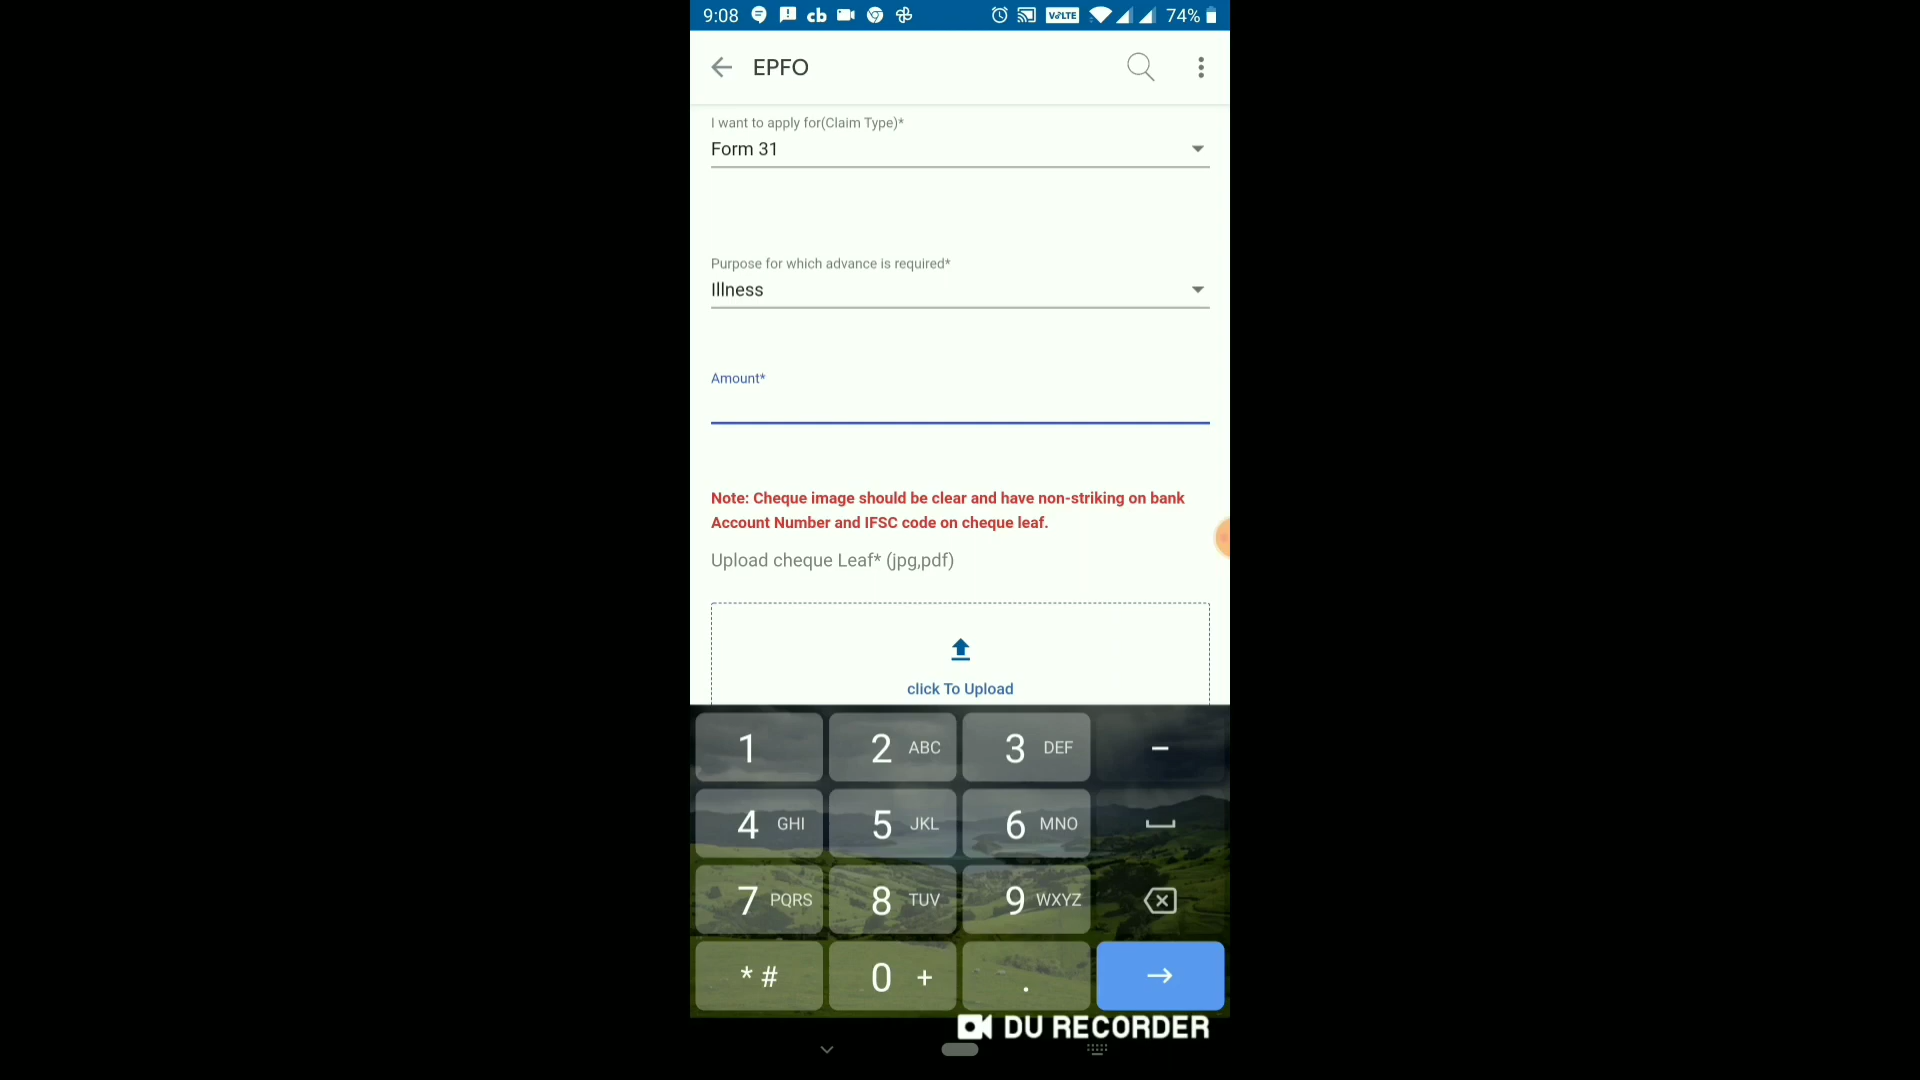 9:08 cb VoLTE 74%
EPFO
I want to apply for(Claim Type)*
Form 31
Purpose for which advance is required*
Illness
Amount*
Note: Cheque image should be clear and have non-striking on bank
Account Number and IFSC code on cheque leaf.
Upload cheque Leaf* (jpg,pdf)
click To Upload
1 2 ABC 3 DEF -
4 GHI 5 JKL 6 MNO
7 PQRS 8 TUV 9 WXYZ
* # 0 + .
DU RECORDER